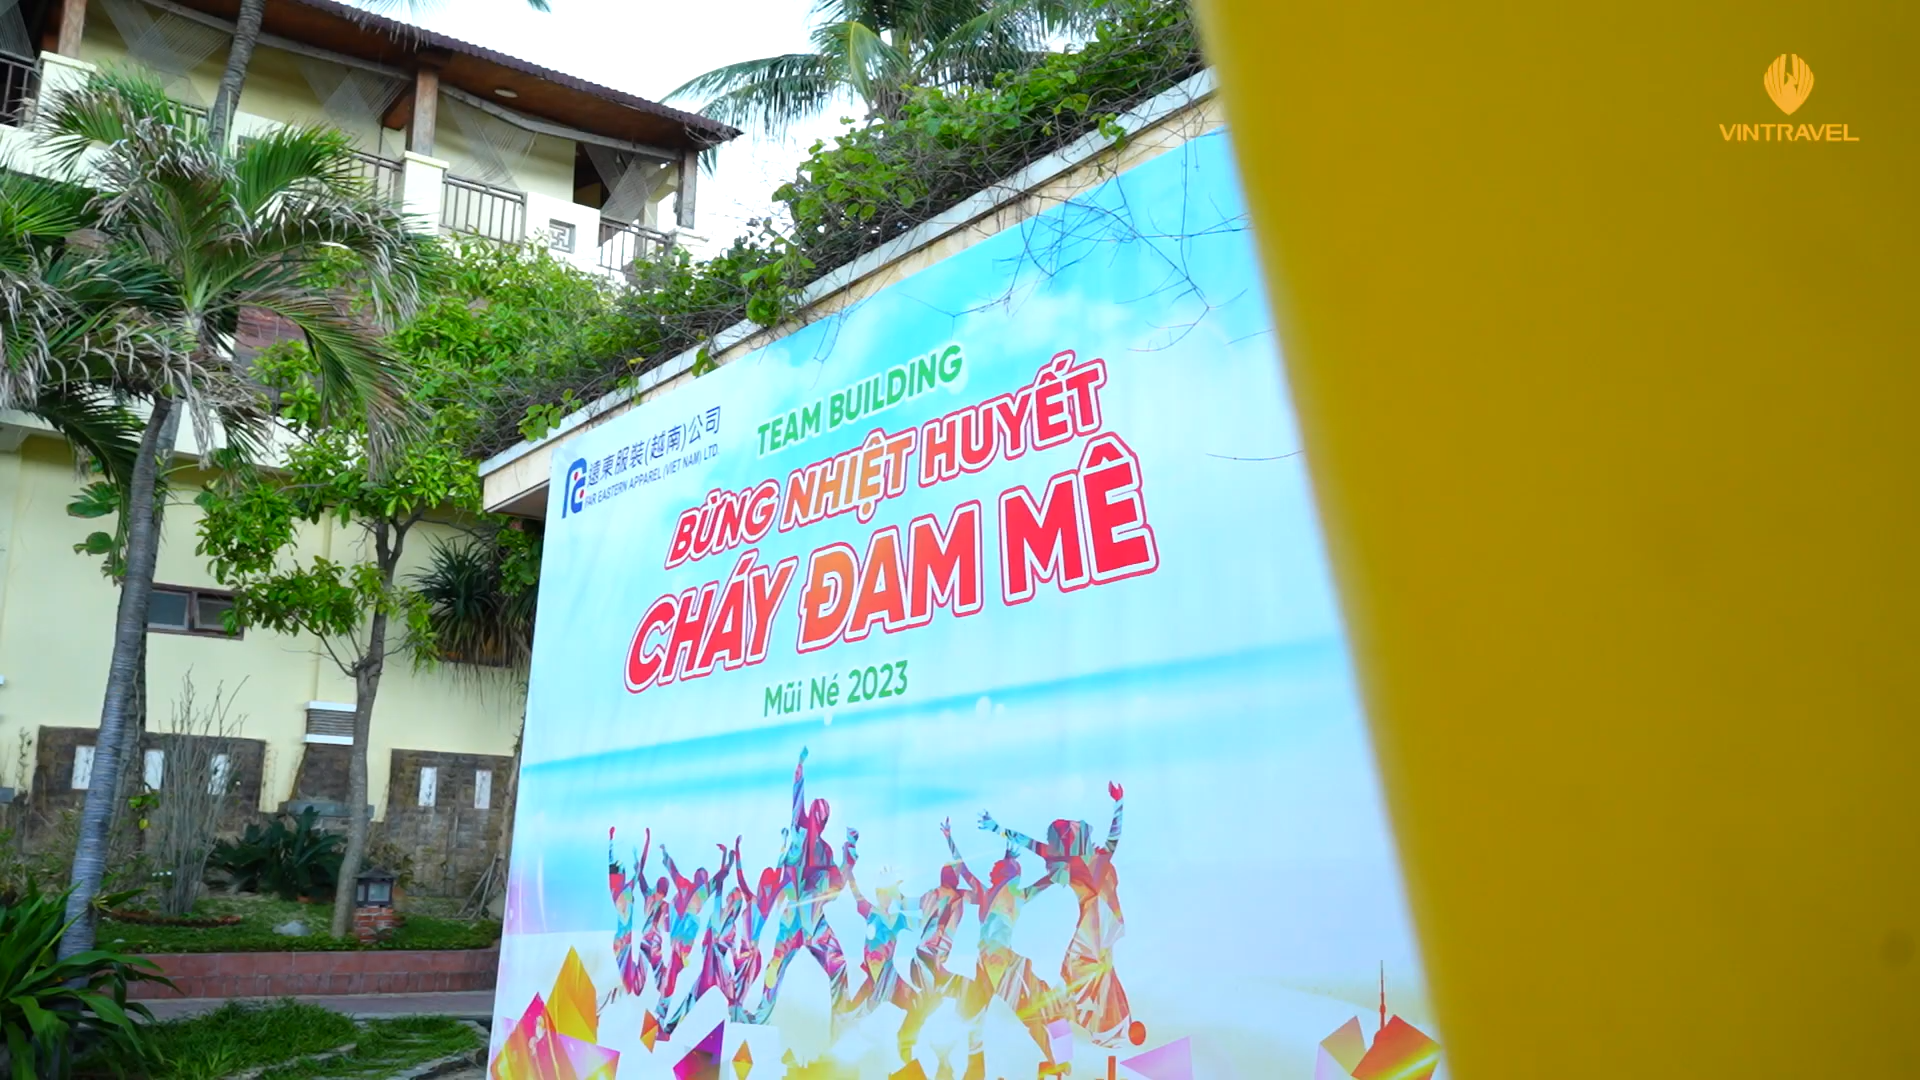 VINTRAVEL
遠東服裝(越南)公司
FAR EASTERN APPAREL (VIET NAM) LTD.
TEAM BUILDING
BỪNG NHIỆT HUYẾT
CHÁY ĐAM MÊ
Mũi Né 2023